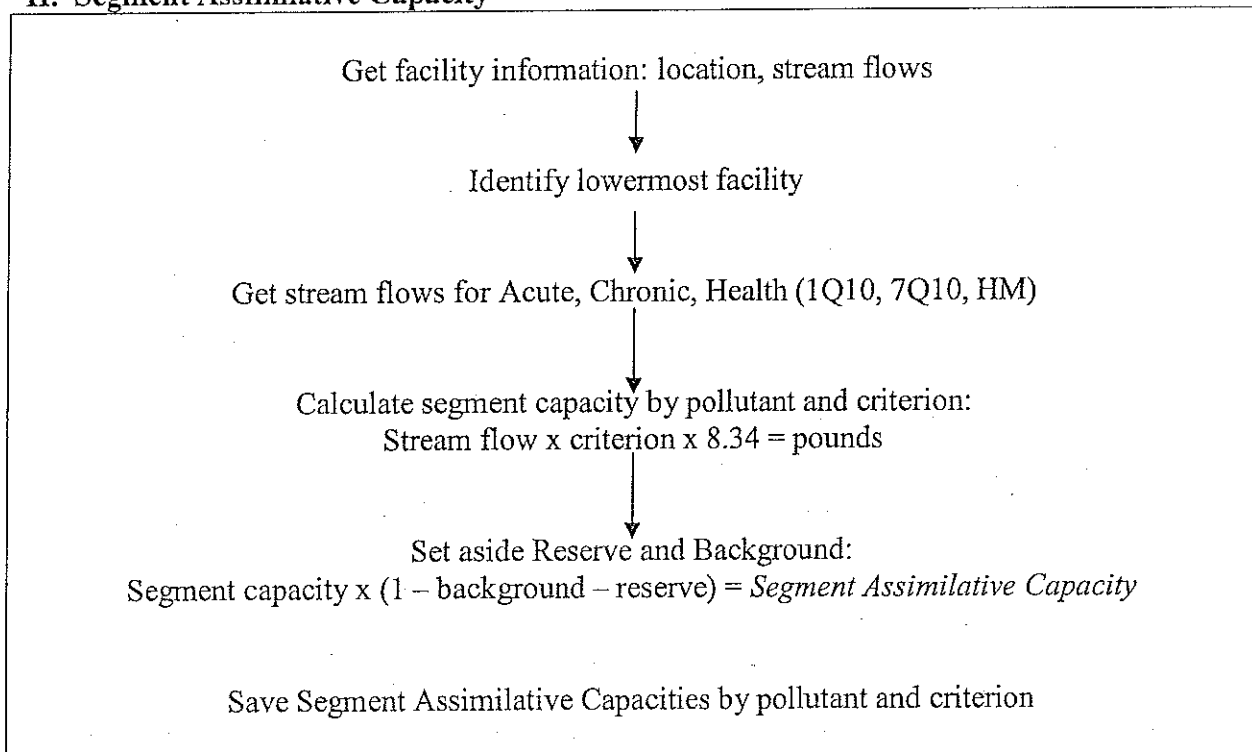 II. Segment Assimilative Capacity
Get facility information: location, stream flows
Identify lowermost facility
Get stream flows for Acute, Chronic, Health (1Q10, 7Q10, HM)
Calculate segment capacity by pollutant and criterion:
Stream flow x criterion x 8.34 = pounds
Set aside Reserve and Background:
Segment capacity x (1 – background – reserve) = Segment Assimilative Capacity
Save Segment Assimilative Capacities by pollutant and criterion